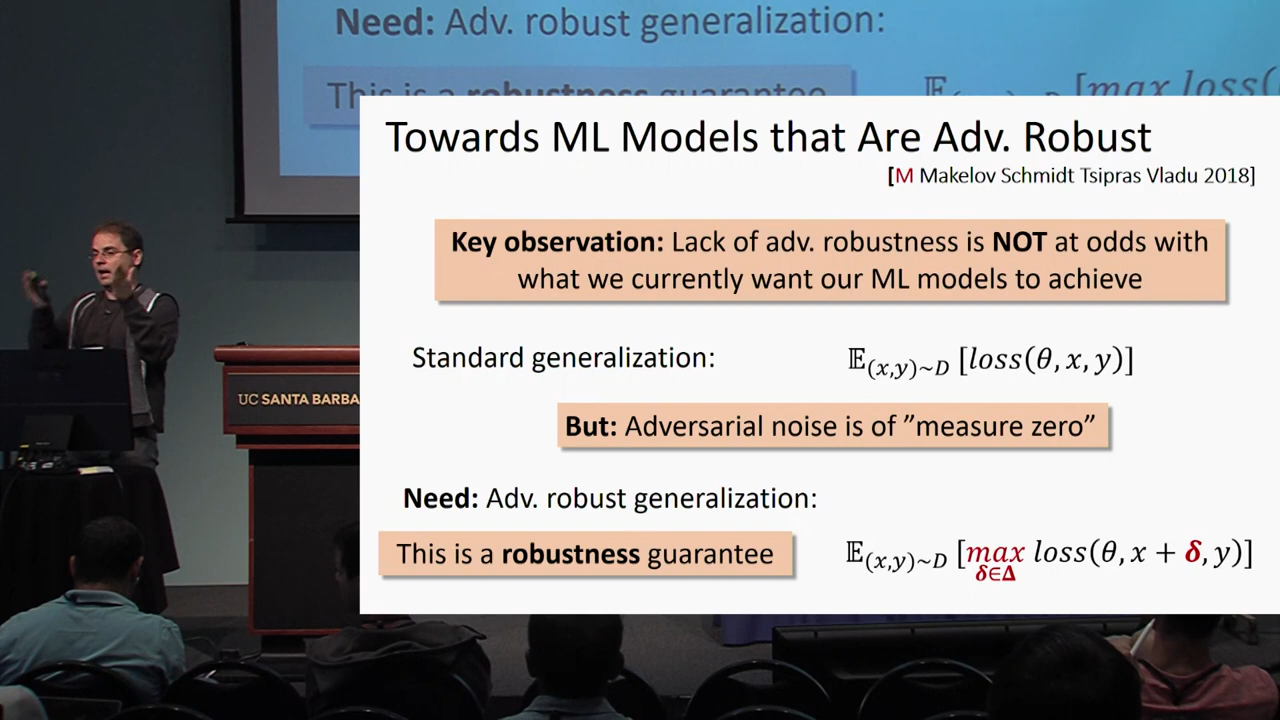 Need: Adv. robust generalization:
This is a robustness guarantee
𝔼(x,y)~D [max loss(
Towards ML Models that Are Adv. Robust
[M Makelov Schmidt Tsipras Vladu 2018]
Key observation: Lack of adv. robustness is NOT at odds with
what we currently want our ML models to achieve
Standard generalization:
𝔼(x,y)~D [loss(θ, x, y)]
But: Adversarial noise is of ”measure zero”
Need: Adv. robust generalization:
This is a robustness guarantee
𝔼(x,y)~D [max loss(θ, x + δ, y)]
δ∈Δ
UC SANTA BARBA